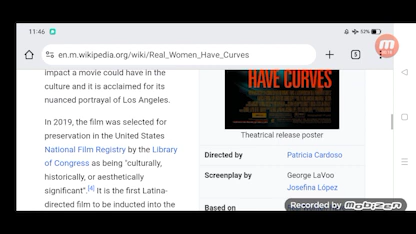 11:46
52%
en.m.wikipedia.org/wiki/Real_Women_Have_Curves
5
impact a movie could have in the
culture and it is acclaimed for its
nuanced portrayal of Los Angeles.
In 2019, the film was selected for
preservation in the United States
National Film Registry by the Library
of Congress as being "culturally,
historically, or aesthetically
significant".[4] It is the first Latina-
directed film to be inducted into the
HAVE CURVES
Theatrical release poster
Directed by Patricia Cardoso
Screenplay by George LaVoo
Josefina López
Based on
Recorded by Mobizen